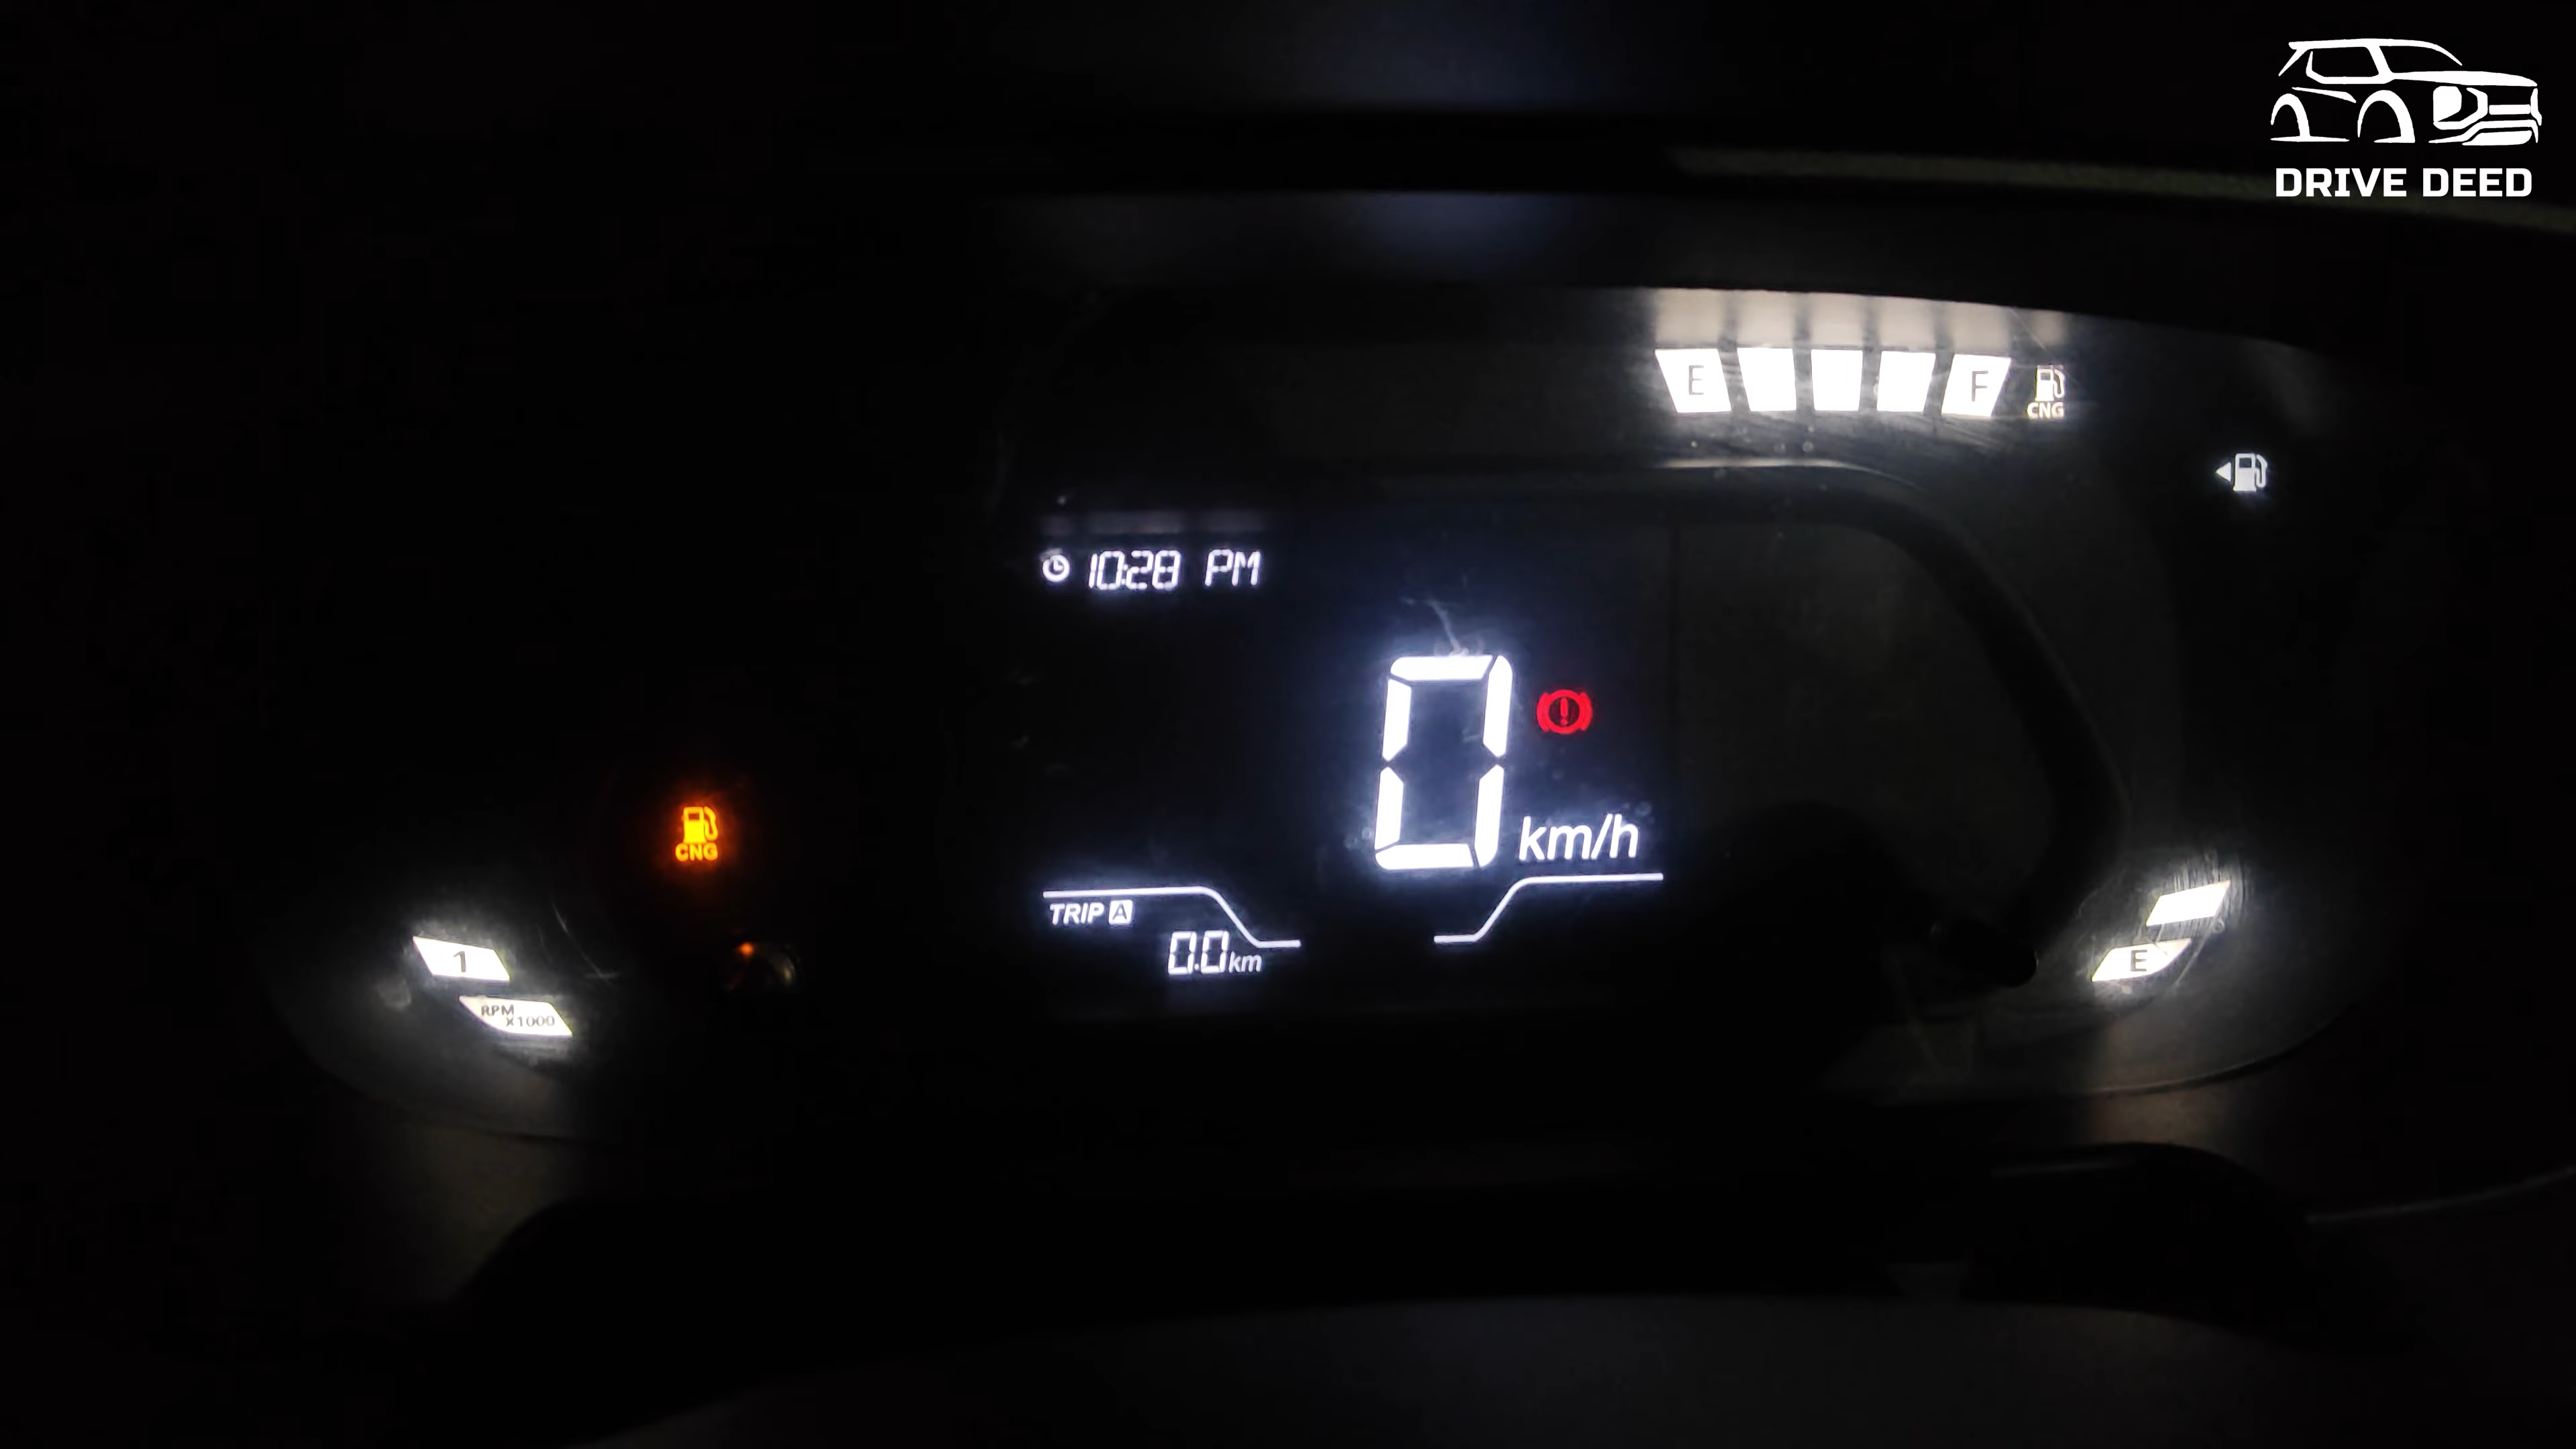 DRIVE DEED
E F
CNG
10:28 PM
0
km/h
CNG
TRIP A
0.0 km
1
RPM
x1000
E